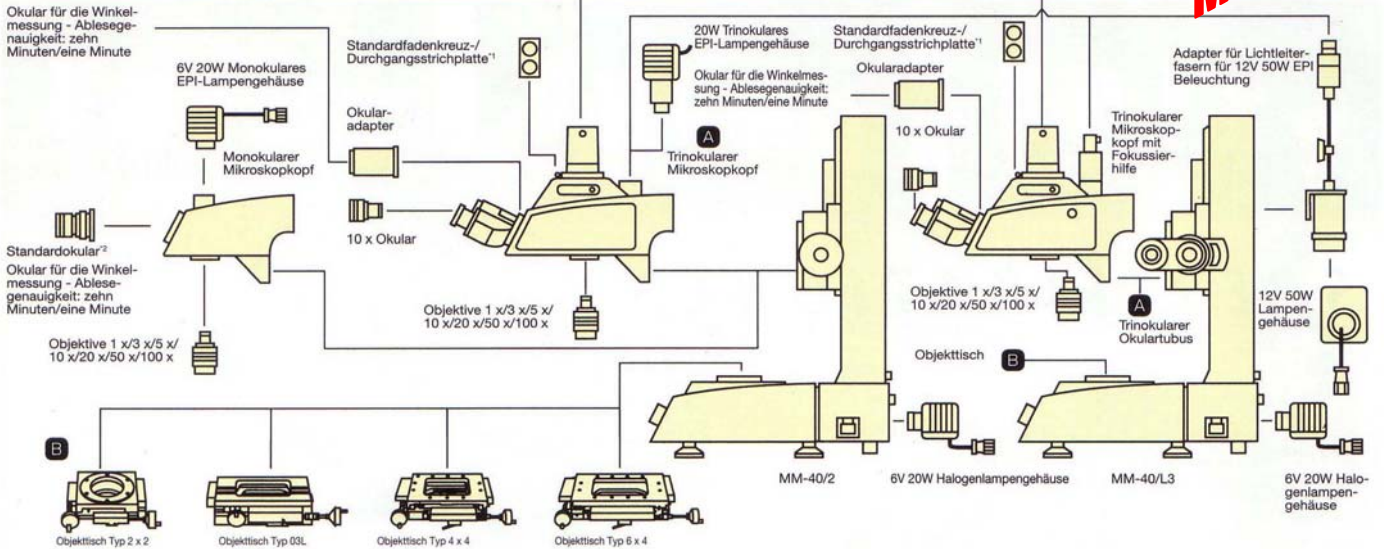 Okular für die Winkel-
messung - Ablesege-
nauigkeit: zehn
Minuten/eine Minute
6V 20W Monokulares
EPI-Lampengehäuse
Monokularer
Mikroskopkopf
Standardokular*2
Okular für die Winkel-
messung - Ablese-
genauigkeit: zehn
Minuten/eine Minute
Objektive 1 x/3 x/5 x/
10 x/20 x/50 x/100 x
Standardfadenkreuz-/
Durchgangsstrichplatte*1
Okular-
adapter
10 x Okular
Objektive 1 x/3 x/5 x/
10 x/20 x/50 x/100 x
20W Trinokulares
EPI-Lampengehäuse
Okular für die Winkelmes-
sung - Ablesegenauigkeit:
zehn Minuten/eine Minute
A
Trinokularer
Mikroskopkopf
Standardfadenkreuz-/
Durchgangsstrichplatte*1
Okularadapter
10 x Okular
Trinokularer
Mikroskop-
kopf mit
Fokussier-
hilfe
Adapter für Lichtleiter-
fasern für 12V 50W EPI
Beleuchtung
M
Objektive 1 x/3 x/5 x/
10 x/20 x/50 x/100 x
A
Trinokularer
Okulartubus
12V 50W
Lampen-
gehäuse
Objekttisch
B
MM-40/2
6V 20W Halogenlampengehäuse
MM-40/L3
6V 20W Halo-
genlampen-
gehäuse
B
Objekttisch Typ 2 x 2
Objekttisch Typ 03L
Objekttisch Typ 4 x 4
Objekttisch Typ 6 x 4